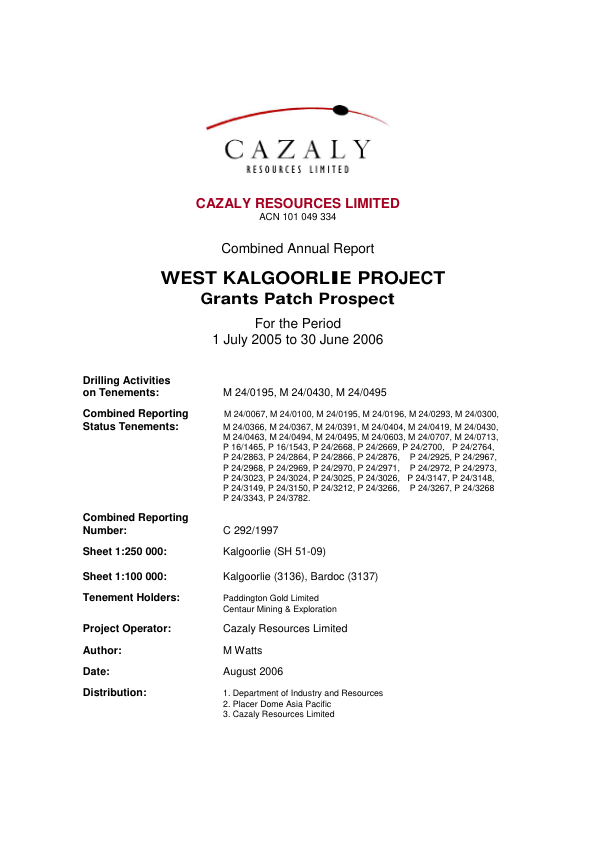 CAZALY
RESOURCES LIMITED
CAZALY RESOURCES LIMITED
ACN 101 049 334
Combined Annual Report
WEST KALGOORLIE PROJECT
Grants Patch Prospect
For the Period
1 July 2005 to 30 June 2006
Drilling Activities
on Tenements: M 24/0195, M 24/0430, M 24/0495
Combined Reporting M 24/0067, M 24/0100, M 24/0195, M 24/0196, M 24/0293, M 24/0300,
Status Tenements: M 24/0366, M 24/0367, M 24/0391, M 24/0404, M 24/0419, M 24/0430,
M 24/0463, M 24/0494, M 24/0495, M 24/0603, M 24/0707, M 24/0713,
P 16/1465, P 16/1543, P 24/2668, P 24/2669, P 24/2700, P 24/2764,
P 24/2863, P 24/2864, P 24/2866, P 24/2876, P 24/2925, P 24/2967,
P 24/2968, P 24/2969, P 24/2970, P 24/2971, P 24/2972, P 24/2973,
P 24/3023, P 24/3024, P 24/3025, P 24/3026, P 24/3147, P 24/3148,
P 24/3149, P 24/3150, P 24/3212, P 24/3266, P 24/3267, P 24/3268
P 24/3343, P 24/3782.
Combined Reporting
Number: C 292/1997
Sheet 1:250 000: Kalgoorlie (SH 51-09)
Sheet 1:100 000: Kalgoorlie (3136), Bardoc (3137)
Tenement Holders: Paddington Gold Limited
Centaur Mining & Exploration
Project Operator: Cazaly Resources Limited
Author: M Watts
Date: August 2006
Distribution: 1. Department of Industry and Resources
2. Placer Dome Asia Pacific
3. Cazaly Resources Limited